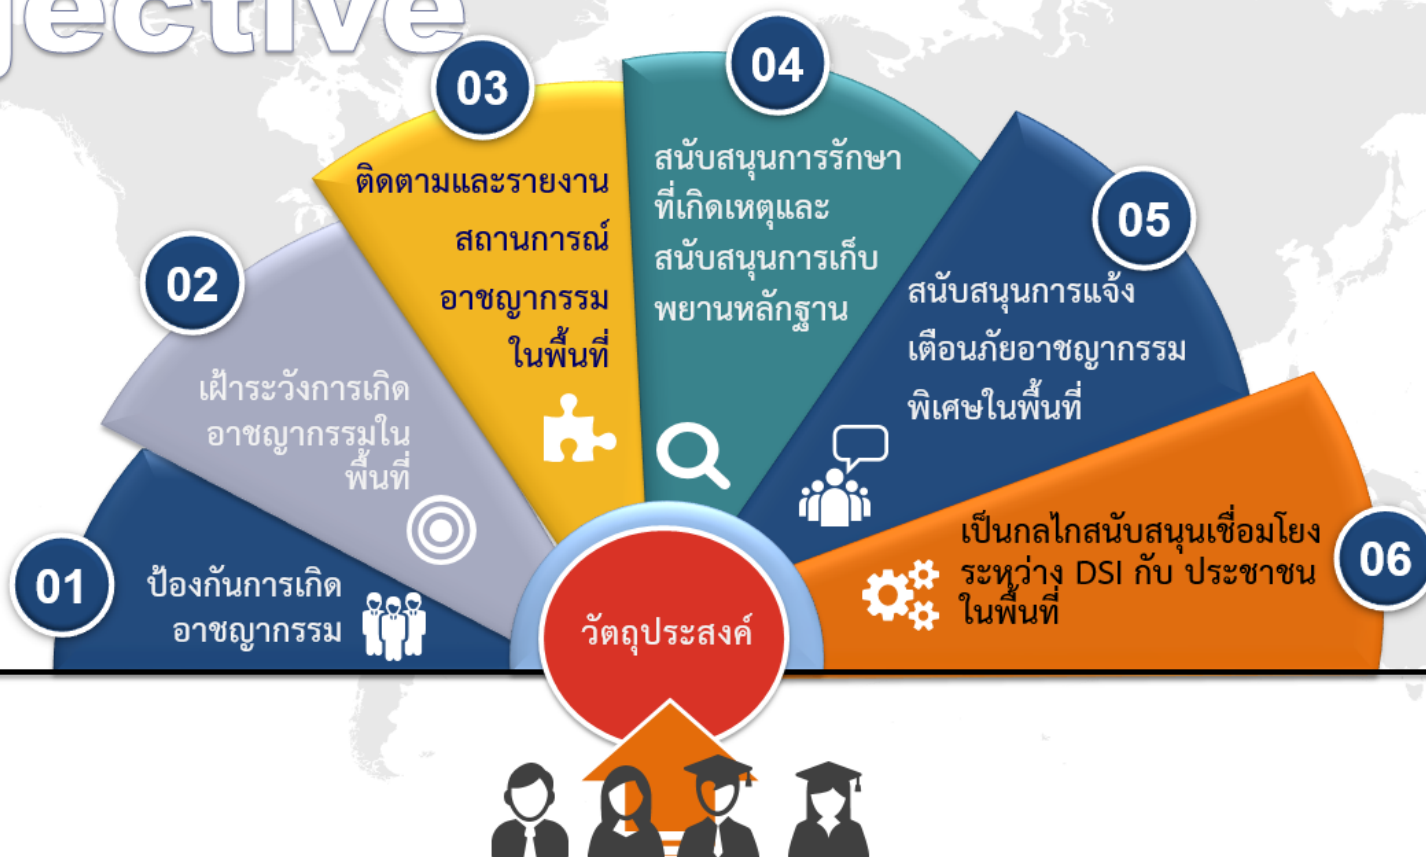 jective
03
04
ติดตามและรายงาน
สถานการณ์
อาชญากรรม
ในพื้นที่
สนับสนุนการรักษา
ที่เกิดเหตุและ
สนับสนุนการเก็บ
พยานหลักฐาน
05
สนับสนุนการแจ้ง
เตือนภัยอาชญากรรม
พิเศษในพื้นที่
02
เฝ้าระวังการเกิด
อาชญากรรมใน
พื้นที่
01
ป้องกันการเกิด
อาชญากรรม
06
เป็นกลไกสนับสนุนเชื่อมโยง
ระหว่าง DSI กับ ประชาชน
ในพื้นที่
วัตถุประสงค์